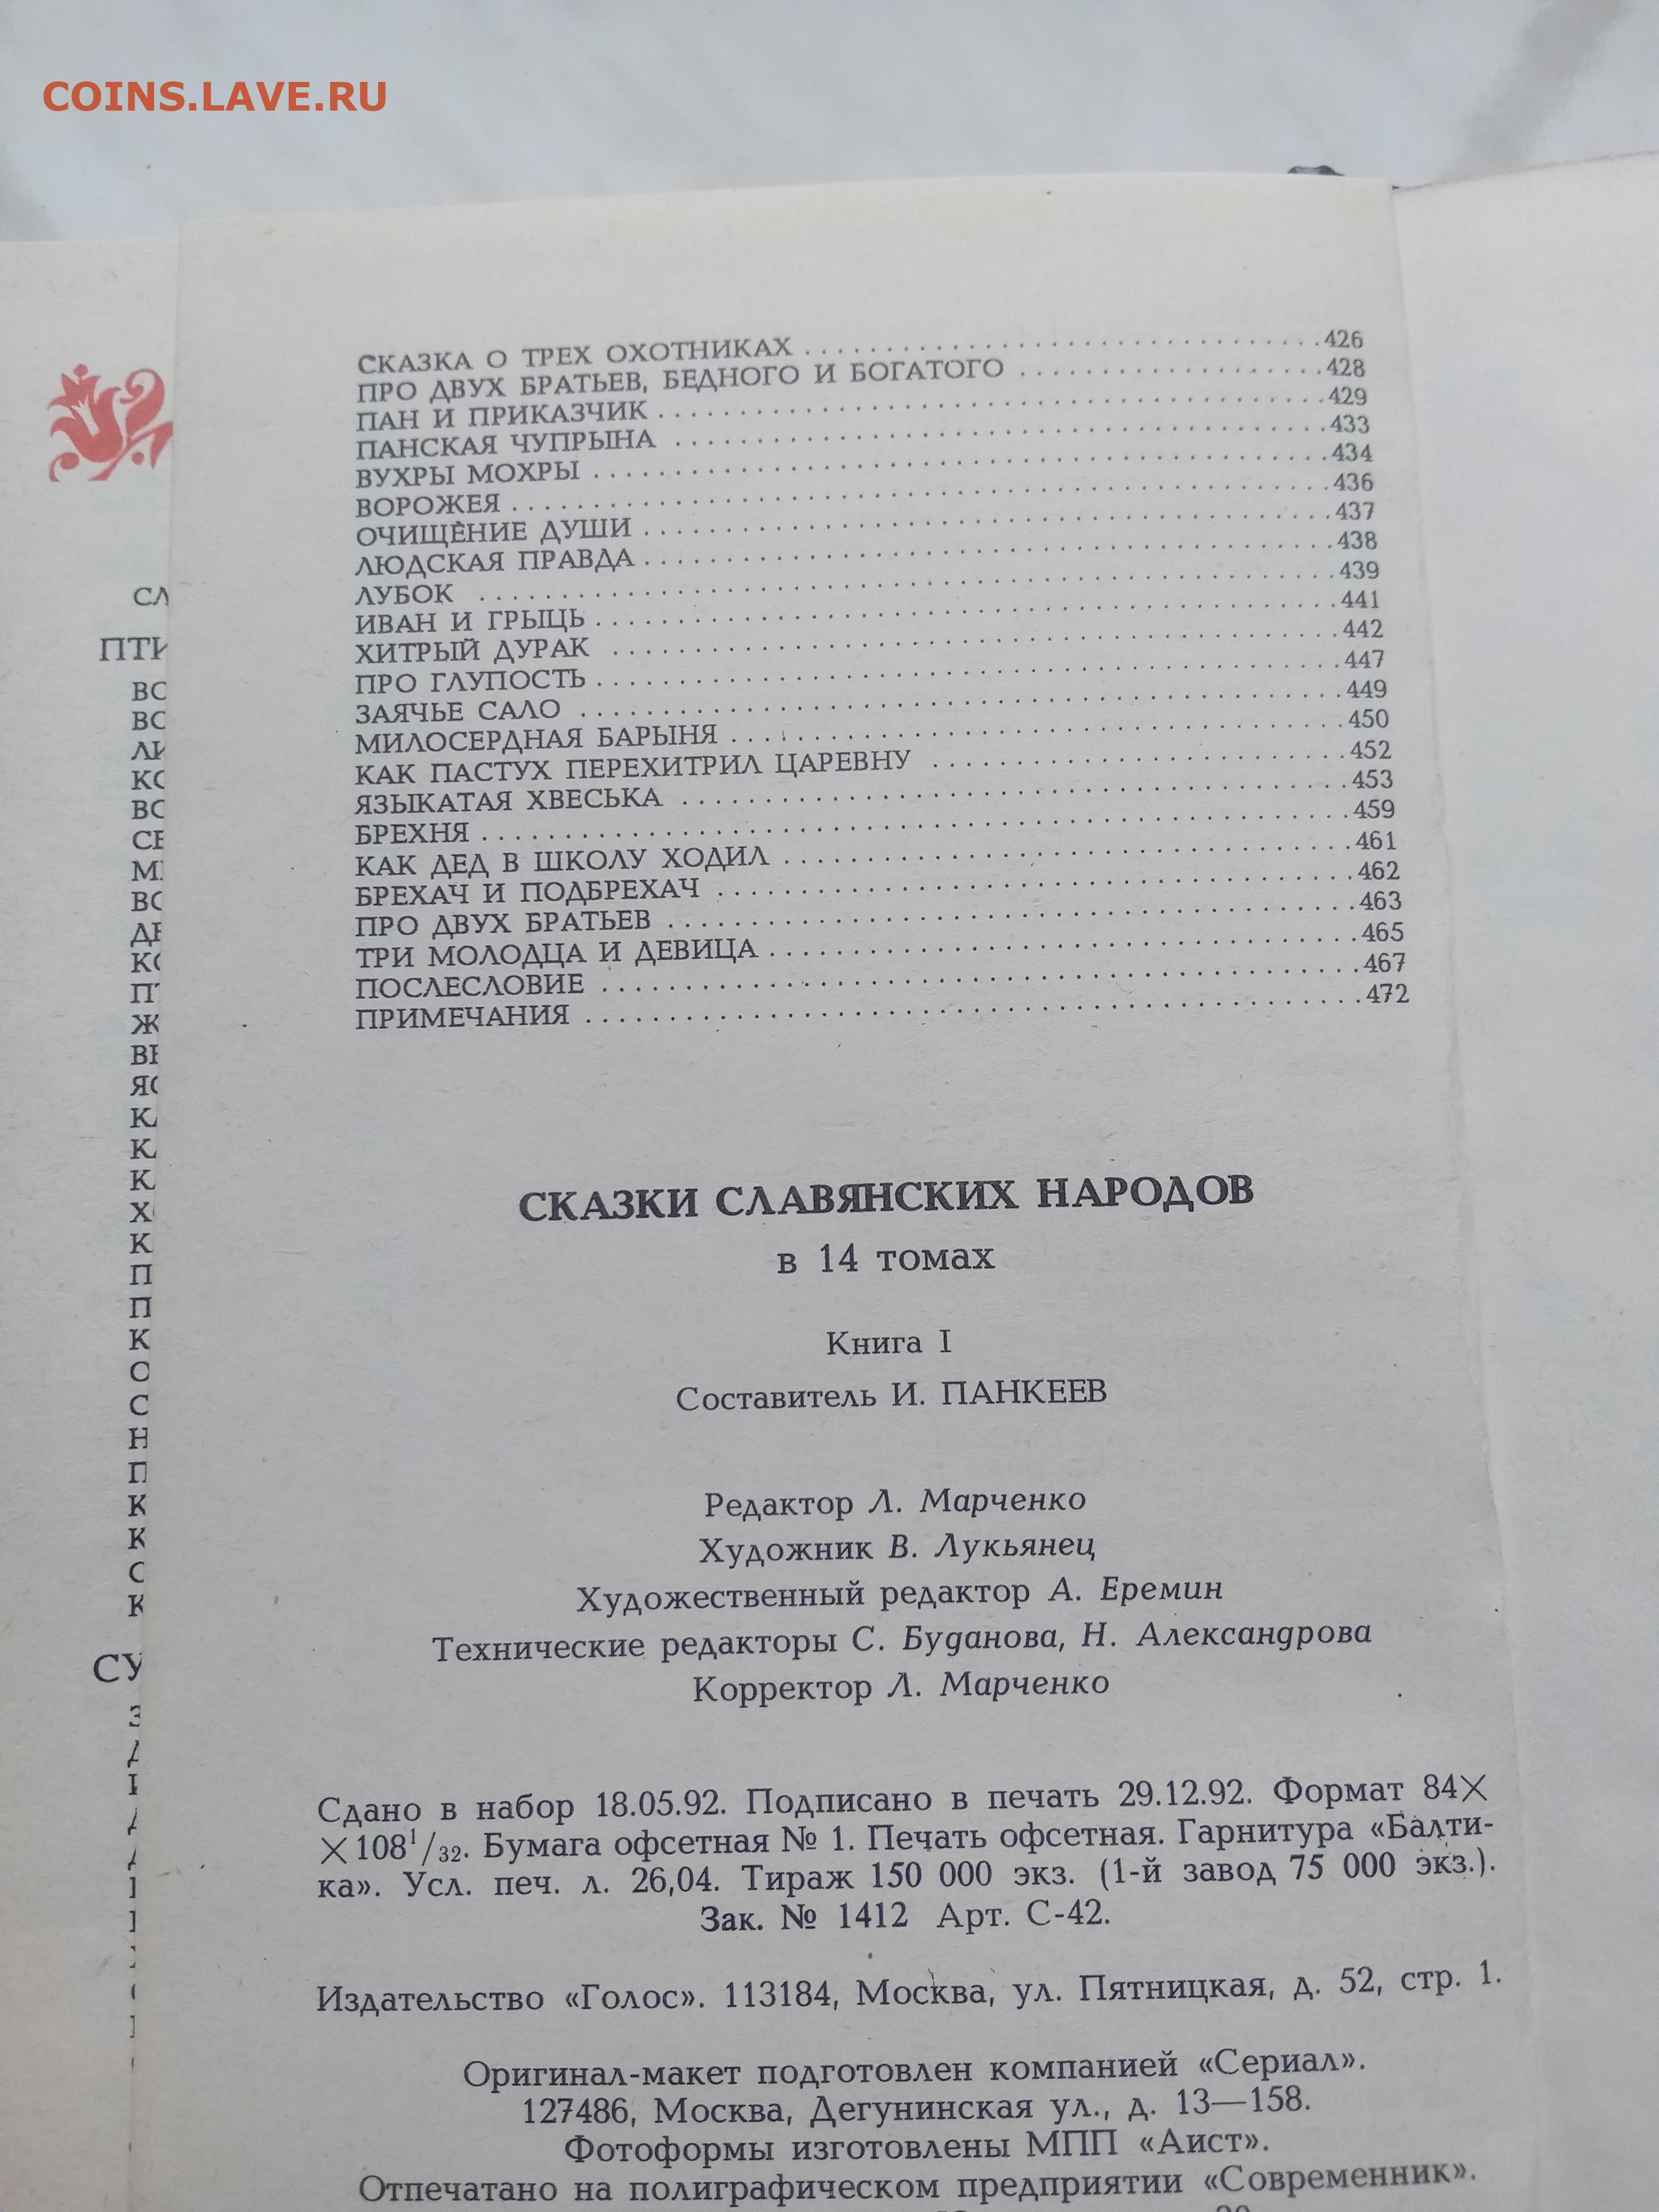 COINS.LAVE.RU
СКАЗКА О ТРЕХ ОХОТНИКАХ . . . . . . . . . . 426
ПРО ДВУХ БРАТЬЕВ, БЕДНОГО И БОГАТОГО . . . . . . . . . . 428
ПАН И ПРИКАЗЧИК . . . . . . . . . . 429
ПАНСКАЯ ЧУПРЫНА . . . . . . . . . . 433
ВУХРЫ МОХРЫ . . . . . . . . . . 434
ВОРОЖЕЯ . . . . . . . . . . 436
ОЧИЩЕНИЕ ДУШИ . . . . . . . . . . 437
ЛЮДСКАЯ ПРАВДА . . . . . . . . . . 438
ЛУБОК . . . . . . . . . . 439
ИВАН И ГРЫЦЬ . . . . . . . . . . 441
ХИТРЫЙ ДУРАК . . . . . . . . . . 442
ПРО ГЛУПОСТЬ . . . . . . . . . . 447
ЗАЯЧЬЕ САЛО . . . . . . . . . . 449
МИЛОСЕРДНАЯ БАРЫНЯ . . . . . . . . . . 450
КАК ПАСТУХ ПЕРЕХИТРИЛ ЦАРЕВНУ . . . . . . . . . . 452
ЯЗЫКАТАЯ ХВЕСЬКА . . . . . . . . . . 453
БРЕХНЯ . . . . . . . . . . 459
КАК ДЕД В ШКОЛУ ХОДИЛ . . . . . . . . . . 461
БРЕХАЧ И ПОДБРЕХАЧ . . . . . . . . . . 462
ПРО ДВУХ БРАТЬЕВ . . . . . . . . . . 463
ТРИ МОЛОДЦА И ДЕВИЦА . . . . . . . . . . 465
ПОСЛЕСЛОВИЕ . . . . . . . . . . 467
ПРИМЕЧАНИЯ . . . . . . . . . . 472
СКАЗКИ СЛАВЯНСКИХ НАРОДОВ
в 14 томах
Книга I
Составитель И. ПАНКЕЕВ
Редактор Л. Марченко
Художник В. Лукьянец
Художественный редактор А. Еремин
Технические редакторы С. Буданова, Н. Александрова
Корректор Л. Марченко
Сдано в набор 18.05.92. Подписано в печать 29.12.92. Формат 84×
×108¹/₃₂. Бумага офсетная № 1. Печать офсетная. Гарнитура «Балти-
ка». Усл. печ. л. 26,04. Тираж 150 000 экз. (1-й завод 75 000 экз.).
Зак. № 1412 Арт. С-42.
Издательство «Голос». 113184, Москва, ул. Пятницкая, д. 52, стр. 1.
Оригинал-макет подготовлен компанией «Сериал».
127486, Москва, Дегунинская ул., д. 13—158.
Фотоформы изготовлены МПП «Аист».
Отпечатано на полиграфическом предприятии «Современник».